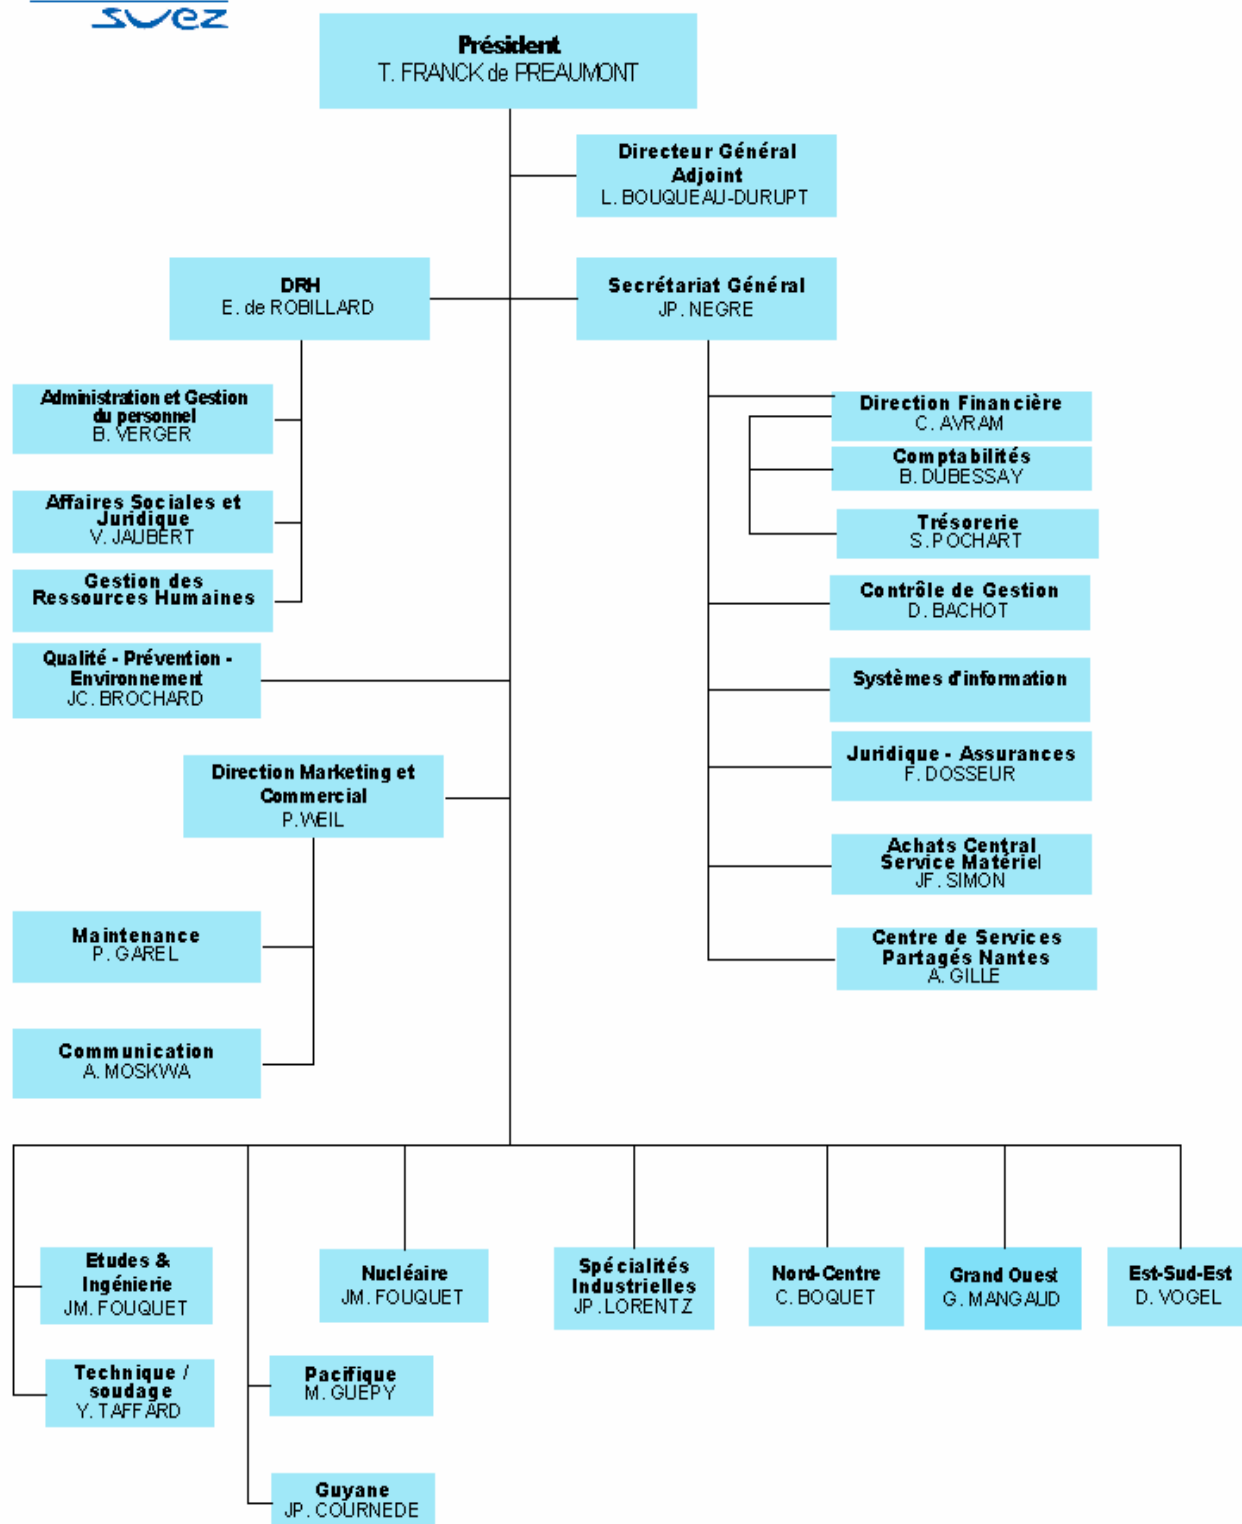 suez
Président
T. FRANCK de PREAUMONT
Directeur Général
Adjoint
L. BOUQUEAU-DURUPT
DRH
E. de ROBILLARD
Secrétariat Général
JP. NEGRE
Administration et Gestion
du personnel
B. VERGER
Affaires Sociales et
Juridique
V. JAUBERT
Gestion des
Ressources Humaines
Qualité - Prévention -
Environnement
JC. BROCHARD
Direction Financière
C. AVRAM
Comptabilités
B. DUBESSAY
Trésorerie
S. POCHART
Contrôle de Gestion
D. BACHOT
Systèmes d'information
Juridique - Assurances
F. DOSSEUR
Achats Central
Service Matériel
JF. SIMON
Centre de Services
Partagés Nantes
A. GILLE
Direction Marketing et
Commercial
P. WEIL
Maintenance
P. GAREL
Communication
A. MOSKWA
Etudes &
Ingénierie
JM. FOUQUET
Technique /
soudage
Y. TAFFARD
Nucléaire
JM. FOUQUET
Pacifique
M. GUEPY
Guyane
JP. COURNEDE
Spécialités
Industrielles
JP. LORENTZ
Nord-Centre
C. BOQUET
Grand Ouest
G. MANGAUD
Est-Sud-Est
D. VOGEL